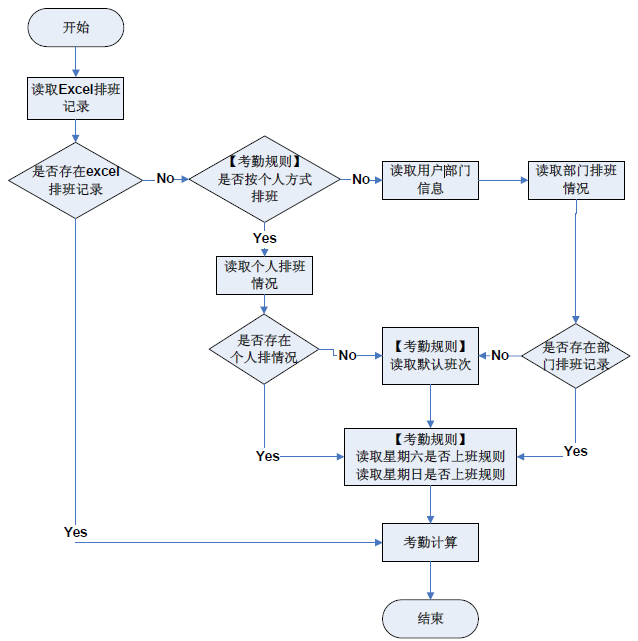 开始
读取Excel排班
记录
是否存在excel
排班记录
No
【考勤规则】
是否按个人方式
排班
No
读取用户部门
信息
读取部门排班
情况
Yes
读取个人排班
情况
是否存在
个人排情况
No
【考勤规则】
读取默认班次
No
是否存在部
门排班记录
Yes
【考勤规则】
读取星期六是否上班规则
读取星期日是否上班规则
Yes
Yes
考勤计算
结束